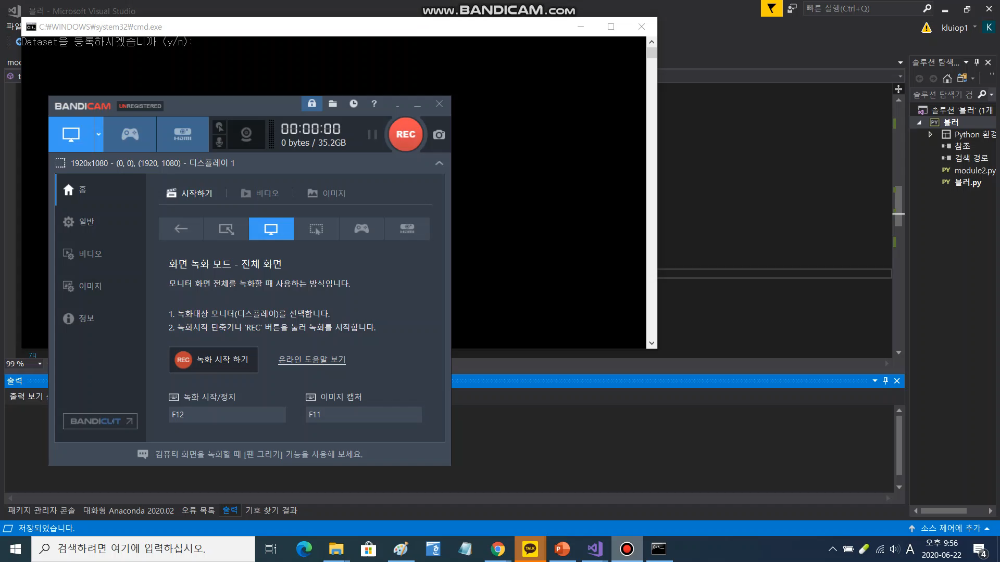 블러 - Microsoft Visual Studio
www.BANDICAM.com
빠른 실행(Ctrl+Q)
파일
C:₩WINDOWS₩system32₩cmd.exe
kluiop1
K
Dataset을 등록하시겠습니까 (y/n):
솔루션 탐색...
솔루션 탐색기 검
솔루션 '블러' (1개
PY 블러
Python 환경
참조
검색 경로
PY module2.py
PY 블러.py
BANDICAM UNREGISTERED
?
HDMI
00:00:00
0 bytes / 35.2GB
REC
1920x1080 - (0, 0), (1920, 1080) - 디스플레이 1
홈
일반
비디오
이미지
정보
시작하기
비디오
이미지
HDMI
화면 녹화 모드 - 전체 화면
모니터 화면 전체를 녹화할 때 사용하는 방식입니다.
1. 녹화대상 모니터(디스플레이)를 선택합니다.
2. 녹화시작 단축키나 'REC' 버튼을 눌러 녹화를 시작합니다.
REC 녹화 시작 하기
온라인 도움말 보기
녹화 시작/정지
이미지 캡처
F12
F11
BANDICUT
컴퓨터 화면을 녹화할 때 [펜 그리기] 기능을 사용해 보세요.
79
99 %
출력
출력 보기
패키지 관리자 콘솔
대화형 Anaconda 2020.02
오류 목록
출력
기호 찾기 결과
저장되었습니다.
소스 제어에 추가
검색하려면 여기에 입력하십시오.
TALK
A
오후 9:56
2020-06-22
4